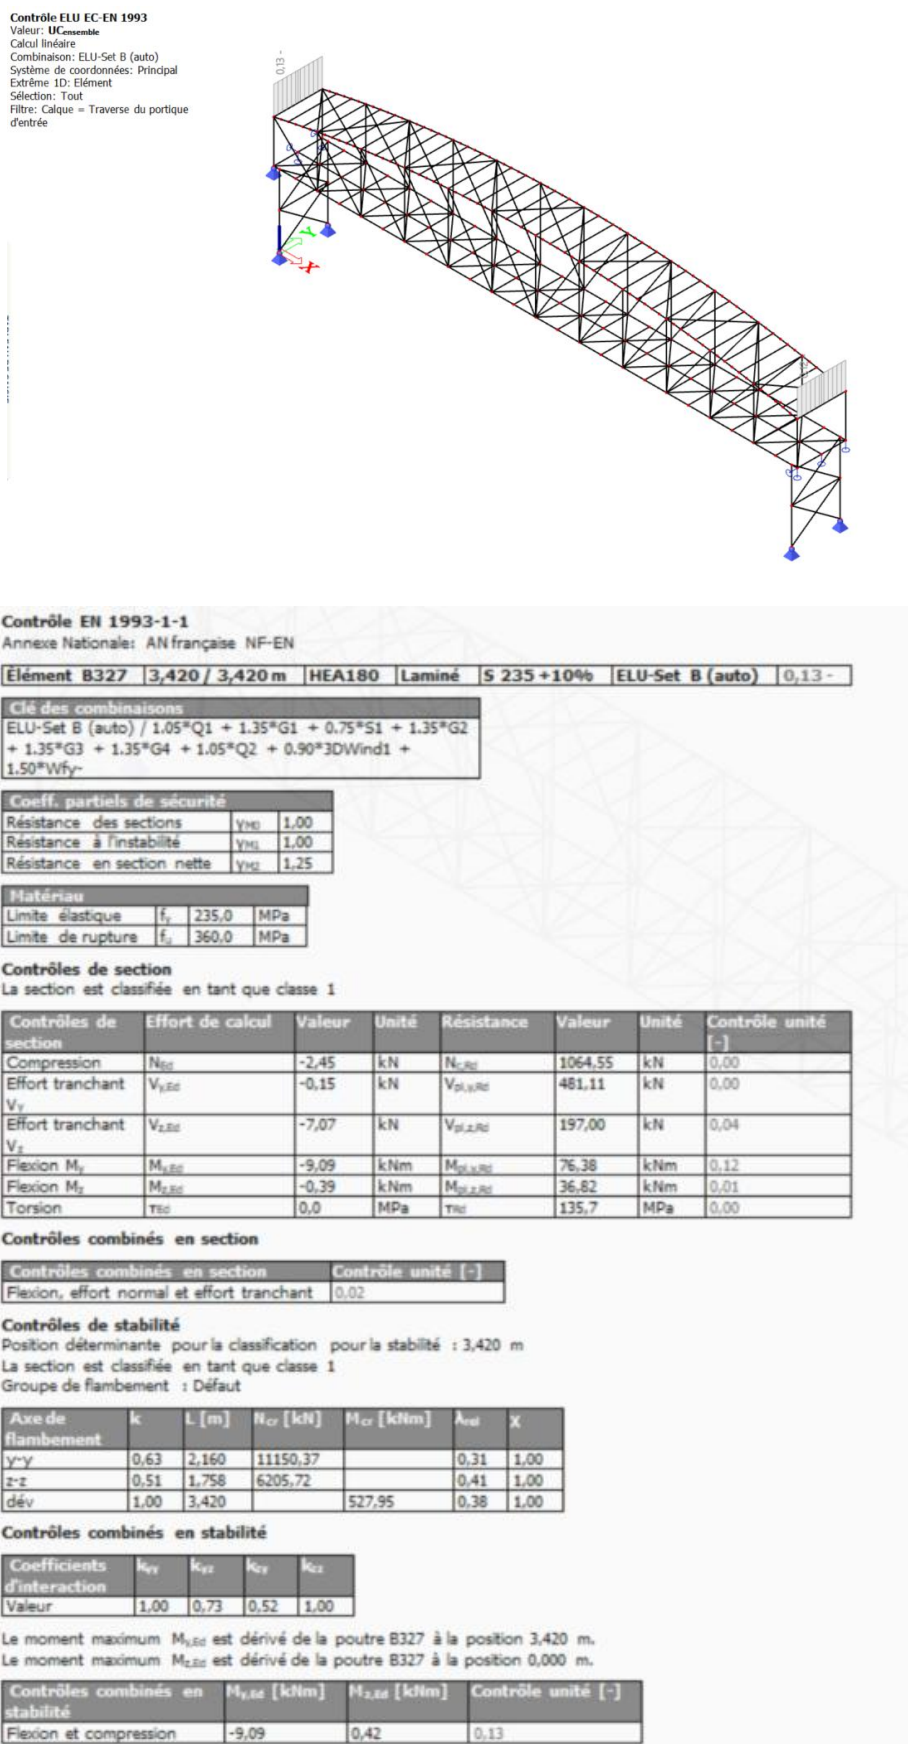 Contrôle ELU EC-EN 1993
Valeur: UCensemble
Calcul linéaire
Combinaison: ELU-Set B (auto)
Système de coordonnées: Principal
Extrême 1D: Elément
Sélection: Tout
Filtre: Calque = Traverse du portique
d'entrée
0,13 -
Y
X
Contrôle EN 1993-1-1
Annexe Nationale: AN française NF-EN
Élément B327 3,420 / 3,420 m HEA180 Laminé S 235 +10% ELU-Set B (auto) 0,13 -
Clé des combinaisons
ELU-Set B (auto) / 1.05*Q1 + 1.35*G1 + 0.75*S1 + 1.35*G2
+ 1.35*G3 + 1.35*G4 + 1.05*Q2 + 0.90*3DWind1 +
1.50*Wfy-
Coeff. partiels de sécurité
Résistance des sections γM0 1,00
Résistance à l'instabilité γM1 1,00
Résistance en section nette γM2 1,25
Matériau
Limite élastique fy 235,0 MPa
Limite de rupture fu 360,0 MPa
Contrôles de section
La section est classifiée en tant que classe 1
Contrôles de Effort de calcul Valeur Unité Résistance Valeur Unité Contrôle unité
section [-]
Compression NEd -2,45 kN Nc,Rd 1064,55 kN 0,00
Effort tranchant Vy,Ed -0,15 kN Vpl,y,Rd 481,11 kN 0,00
Vy
Effort tranchant Vz,Ed -7,07 kN Vpl,z,Rd 197,00 kN 0,04
Vz
Flexion My My,Ed -9,09 kNm Mpl,y,Rd 76,38 kNm 0,12
Flexion Mz Mz,Ed -0,39 kNm Mpl,z,Rd 36,82 kNm 0,01
Torsion τEd 0,0 MPa τRd 135,7 MPa 0,00
Contrôles combinés en section
Contrôles combinés en section Contrôle unité [-]
Flexion, effort normal et effort tranchant 0,02
Contrôles de stabilité
Position déterminante pour la classification pour la stabilité : 3,420 m
La section est classifiée en tant que classe 1
Groupe de flambement : Défaut
Axe de k L [m] Ncr [kN] Mcr [kNm] λrel χ
flambement
y-y 0,63 2,160 11150,37 0,31 1,00
z-z 0,51 1,758 6205,72 0,41 1,00
dév 1,00 3,420 527,95 0,38 1,00
Contrôles combinés en stabilité
Coefficients kyy kyz kzy kzz
d'interaction
Valeur 1,00 0,73 0,52 1,00
Le moment maximum My,Ed est dérivé de la poutre B327 à la position 3,420 m.
Le moment maximum Mz,Ed est dérivé de la poutre B327 à la position 0,000 m.
Contrôles combinés en My,Ed [kNm] Mz,Ed [kNm] Contrôle unité [-]
stabilité
Flexion et compression -9,09 0,42 0,13